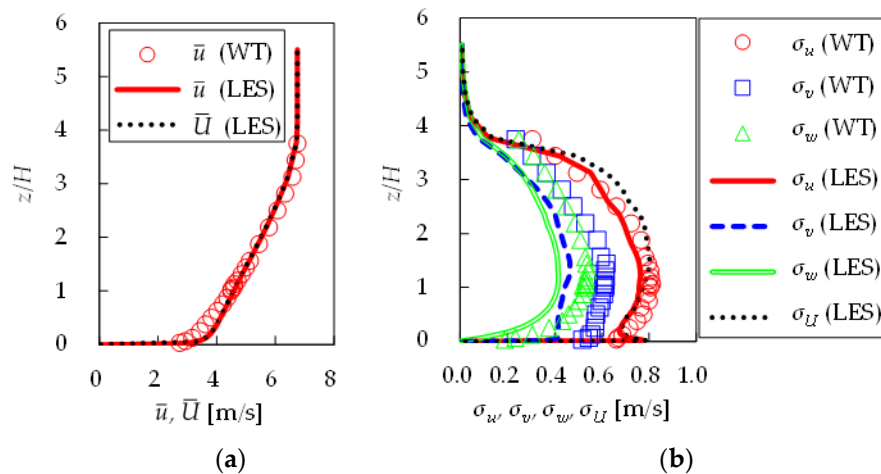 6
5
4
3
2
1
0
z/H
ū (WT)
ū (LES)
Ū (LES)
0 2 4 6 8
ū, Ū [m/s]
(a)
6
5
4
3
2
1
0
z/H
0.0 0.2 0.4 0.6 0.8 1.0
σu, σv, σw, σU [m/s]
(b)
σu (WT)
σv (WT)
σw (WT)
σu (LES)
σv (LES)
σw (LES)
σU (LES)